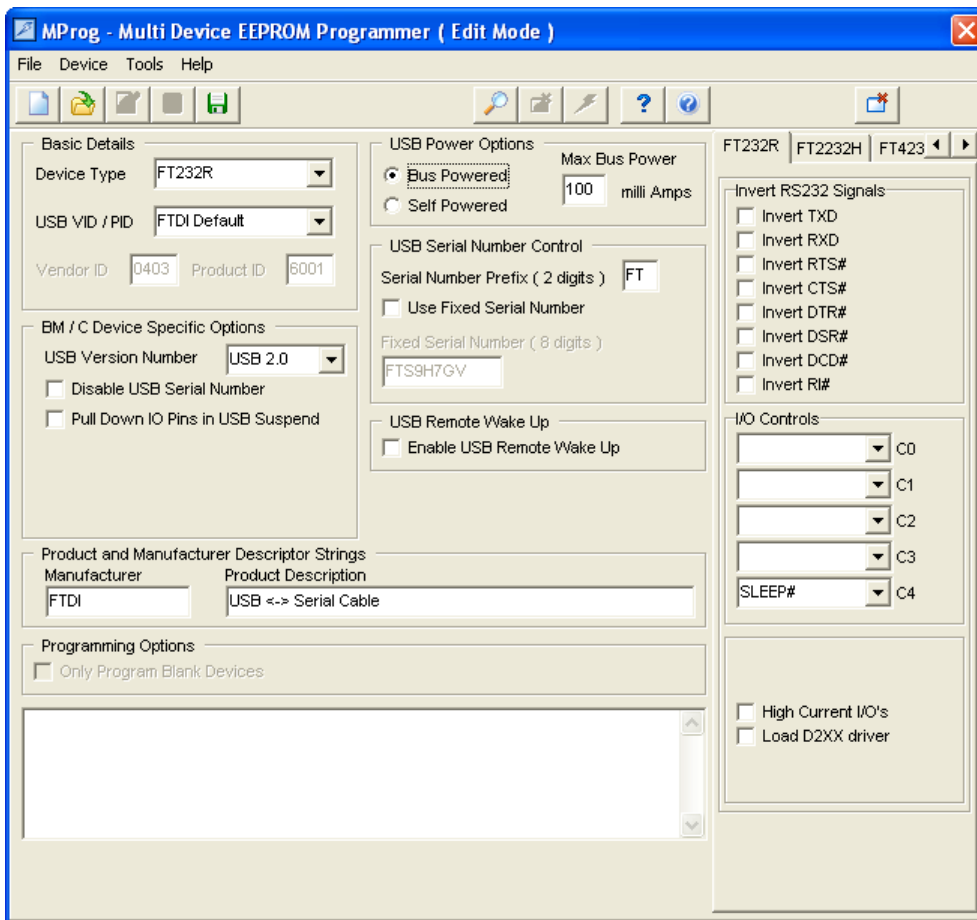 MProg - Multi Device EEPROM Programmer ( Edit Mode )
File Device Tools Help
Basic Details
Device Type FT232R
USB VID / PID FTDI Default
Vendor ID 0403 Product ID 6001
BM / C Device Specific Options
USB Version Number USB 2.0
Disable USB Serial Number
Pull Down IO Pins in USB Suspend
USB Power Options
Bus Powered
Self Powered
Max Bus Power
100 milli Amps
USB Serial Number Control
Serial Number Prefix ( 2 digits ) FT
Use Fixed Serial Number
Fixed Serial Number ( 8 digits )
FTS9H7GV
USB Remote Wake Up
Enable USB Remote Wake Up
Product and Manufacturer Descriptor Strings
Manufacturer Product Description
FTDI USB <-> Serial Cable
Programming Options
Only Program Blank Devices
FT232R FT2232H FT423
Invert RS232 Signals
Invert TXD
Invert RXD
Invert RTS#
Invert CTS#
Invert DTR#
Invert DSR#
Invert DCD#
Invert RI#
I/O Controls
C0
C1
C2
C3
SLEEP# C4
High Current I/O's
Load D2XX driver